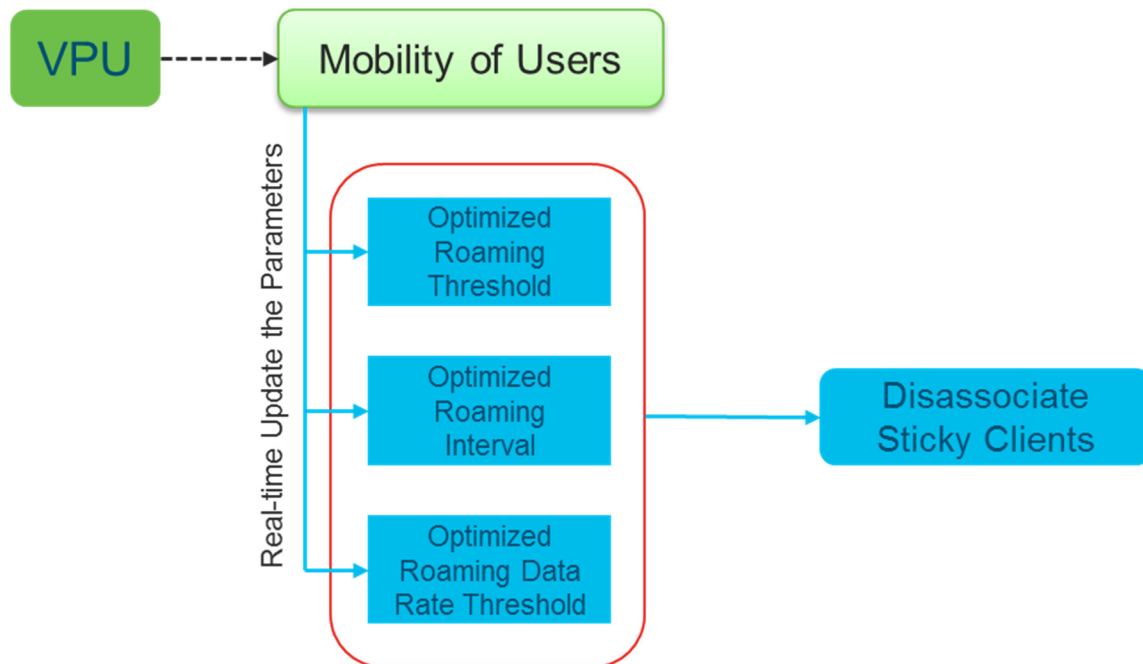 VPU
Mobility of Users
Real-time Update the Parameters
Optimized
Roaming
Threshold
Optimized
Roaming
Interval
Optimized
Roaming Data
Rate Threshold
Disassociate
Sticky Clients